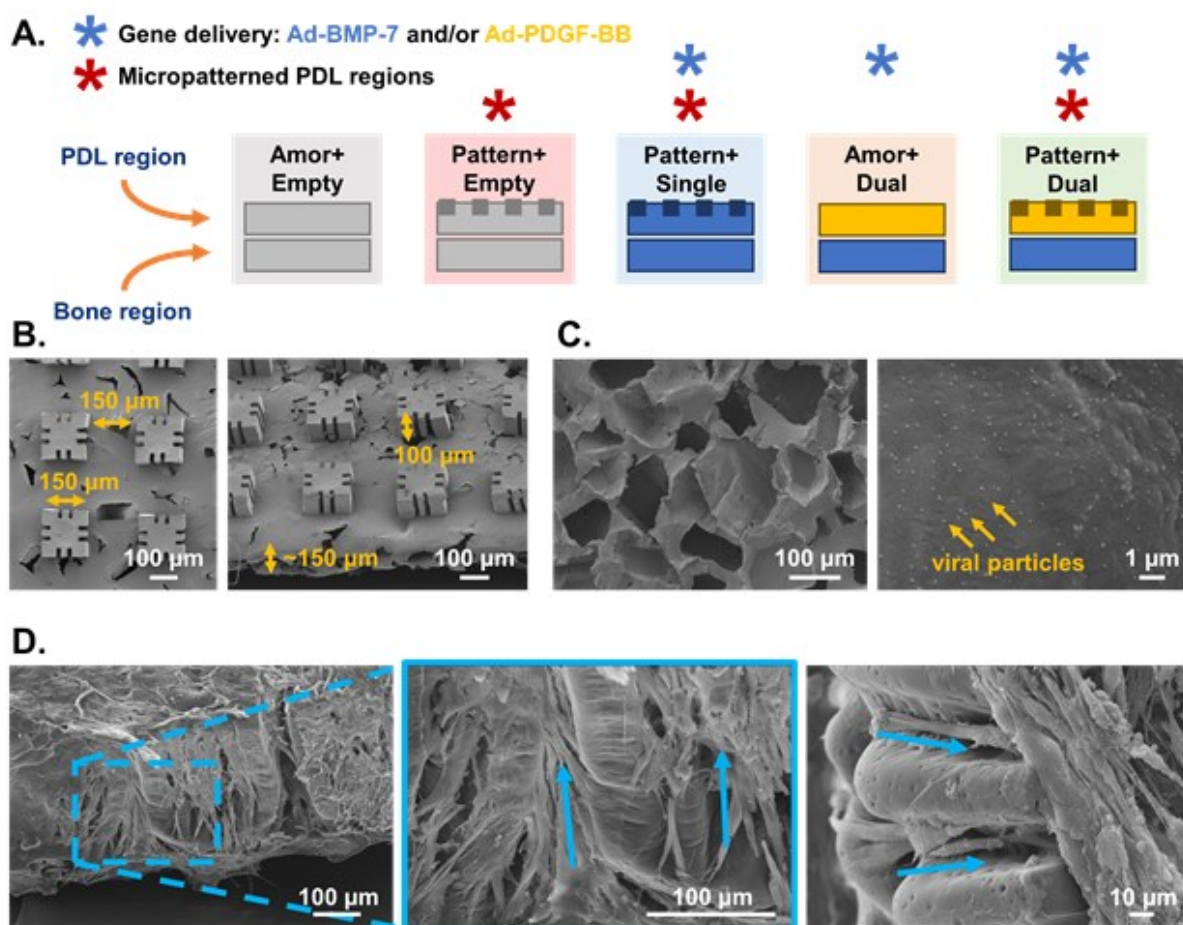 A.
* Gene delivery: Ad-BMP-7 and/or Ad-PDGF-BB
* Micropatterned PDL regions
* * *
* * *
PDL region
Bone region
Amor+
Empty
Pattern+
Empty
Pattern+
Single
Amor+
Dual
Pattern+
Dual
B.
150 µm
150 µm
100 µm
100 µm
~150 µm
100 µm
C.
100 µm
viral particles
1 µm
D.
100 µm
100 µm
10 µm